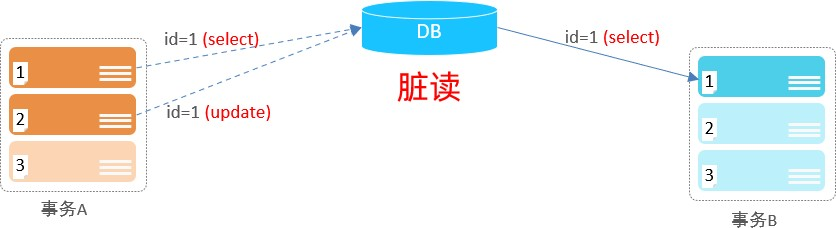 id=1 (select)
DB
id=1 (select)
1
脏读
1
2
id=1 (update)
2
3
3
事务A
事务B